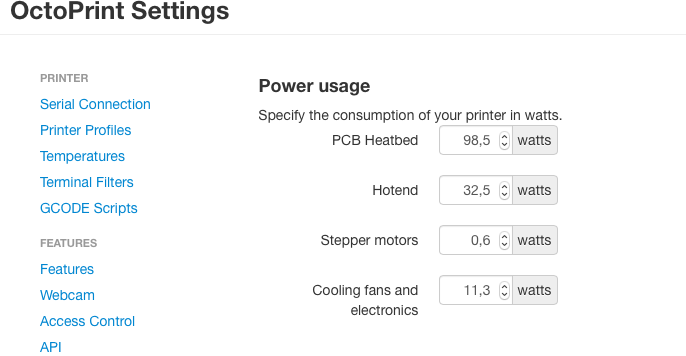 OctoPrint Settings
PRINTER
Serial Connection
Printer Profiles
Temperatures
Terminal Filters
GCODE Scripts
FEATURES
Features
Webcam
Access Control
API
Power usage
Specify the consumption of your printer in watts.
PCB Heatbed 98,5 watts
Hotend 32,5 watts
Stepper motors 0,6 watts
Cooling fans and 11,3 watts
electronics